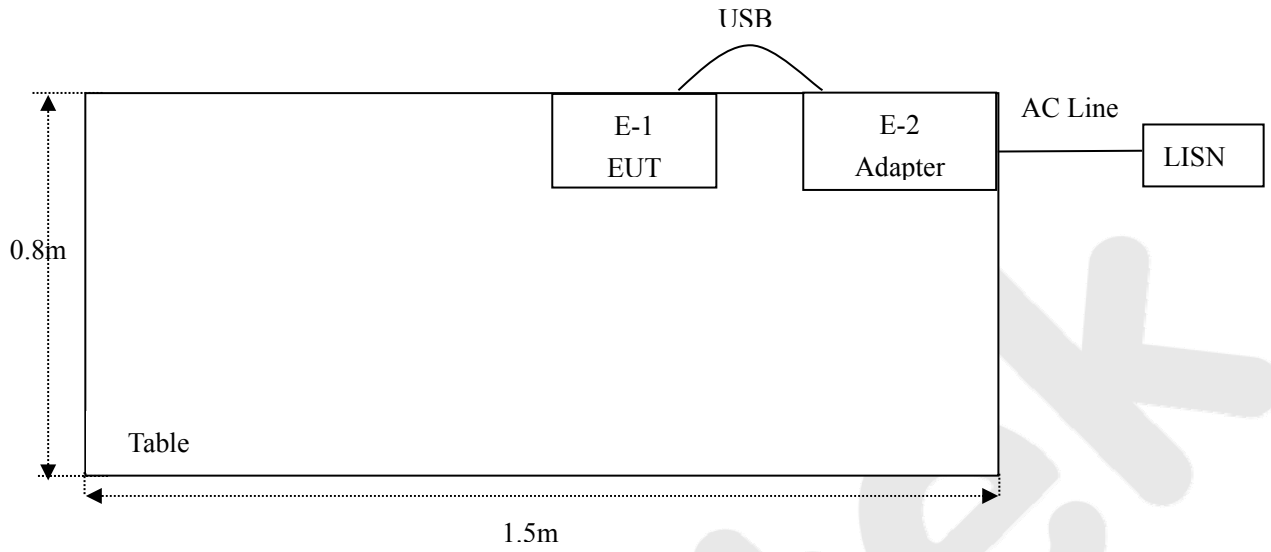 USB
E-1
EUT
E-2
Adapter
AC Line
LISN
0.8m
Table
1.5m